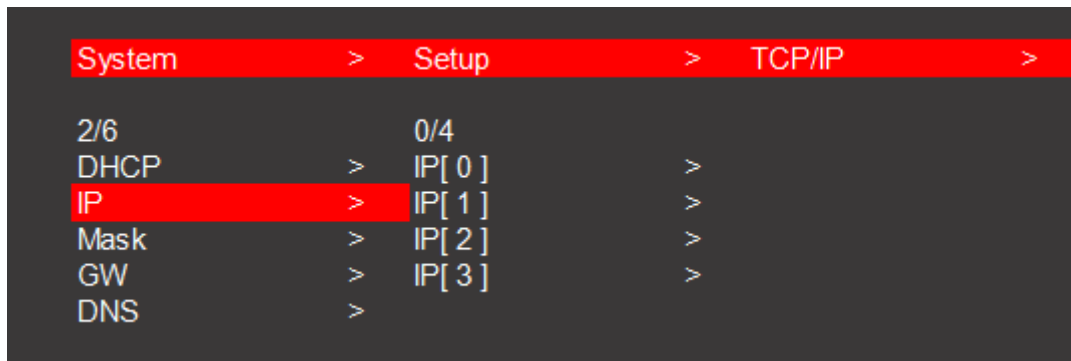 System > Setup > TCP/IP >
2/6 0/4
DHCP > IP[ 0 ] >
IP > IP[ 1 ] >
Mask > IP[ 2 ] >
GW > IP[ 3 ] >
DNS >